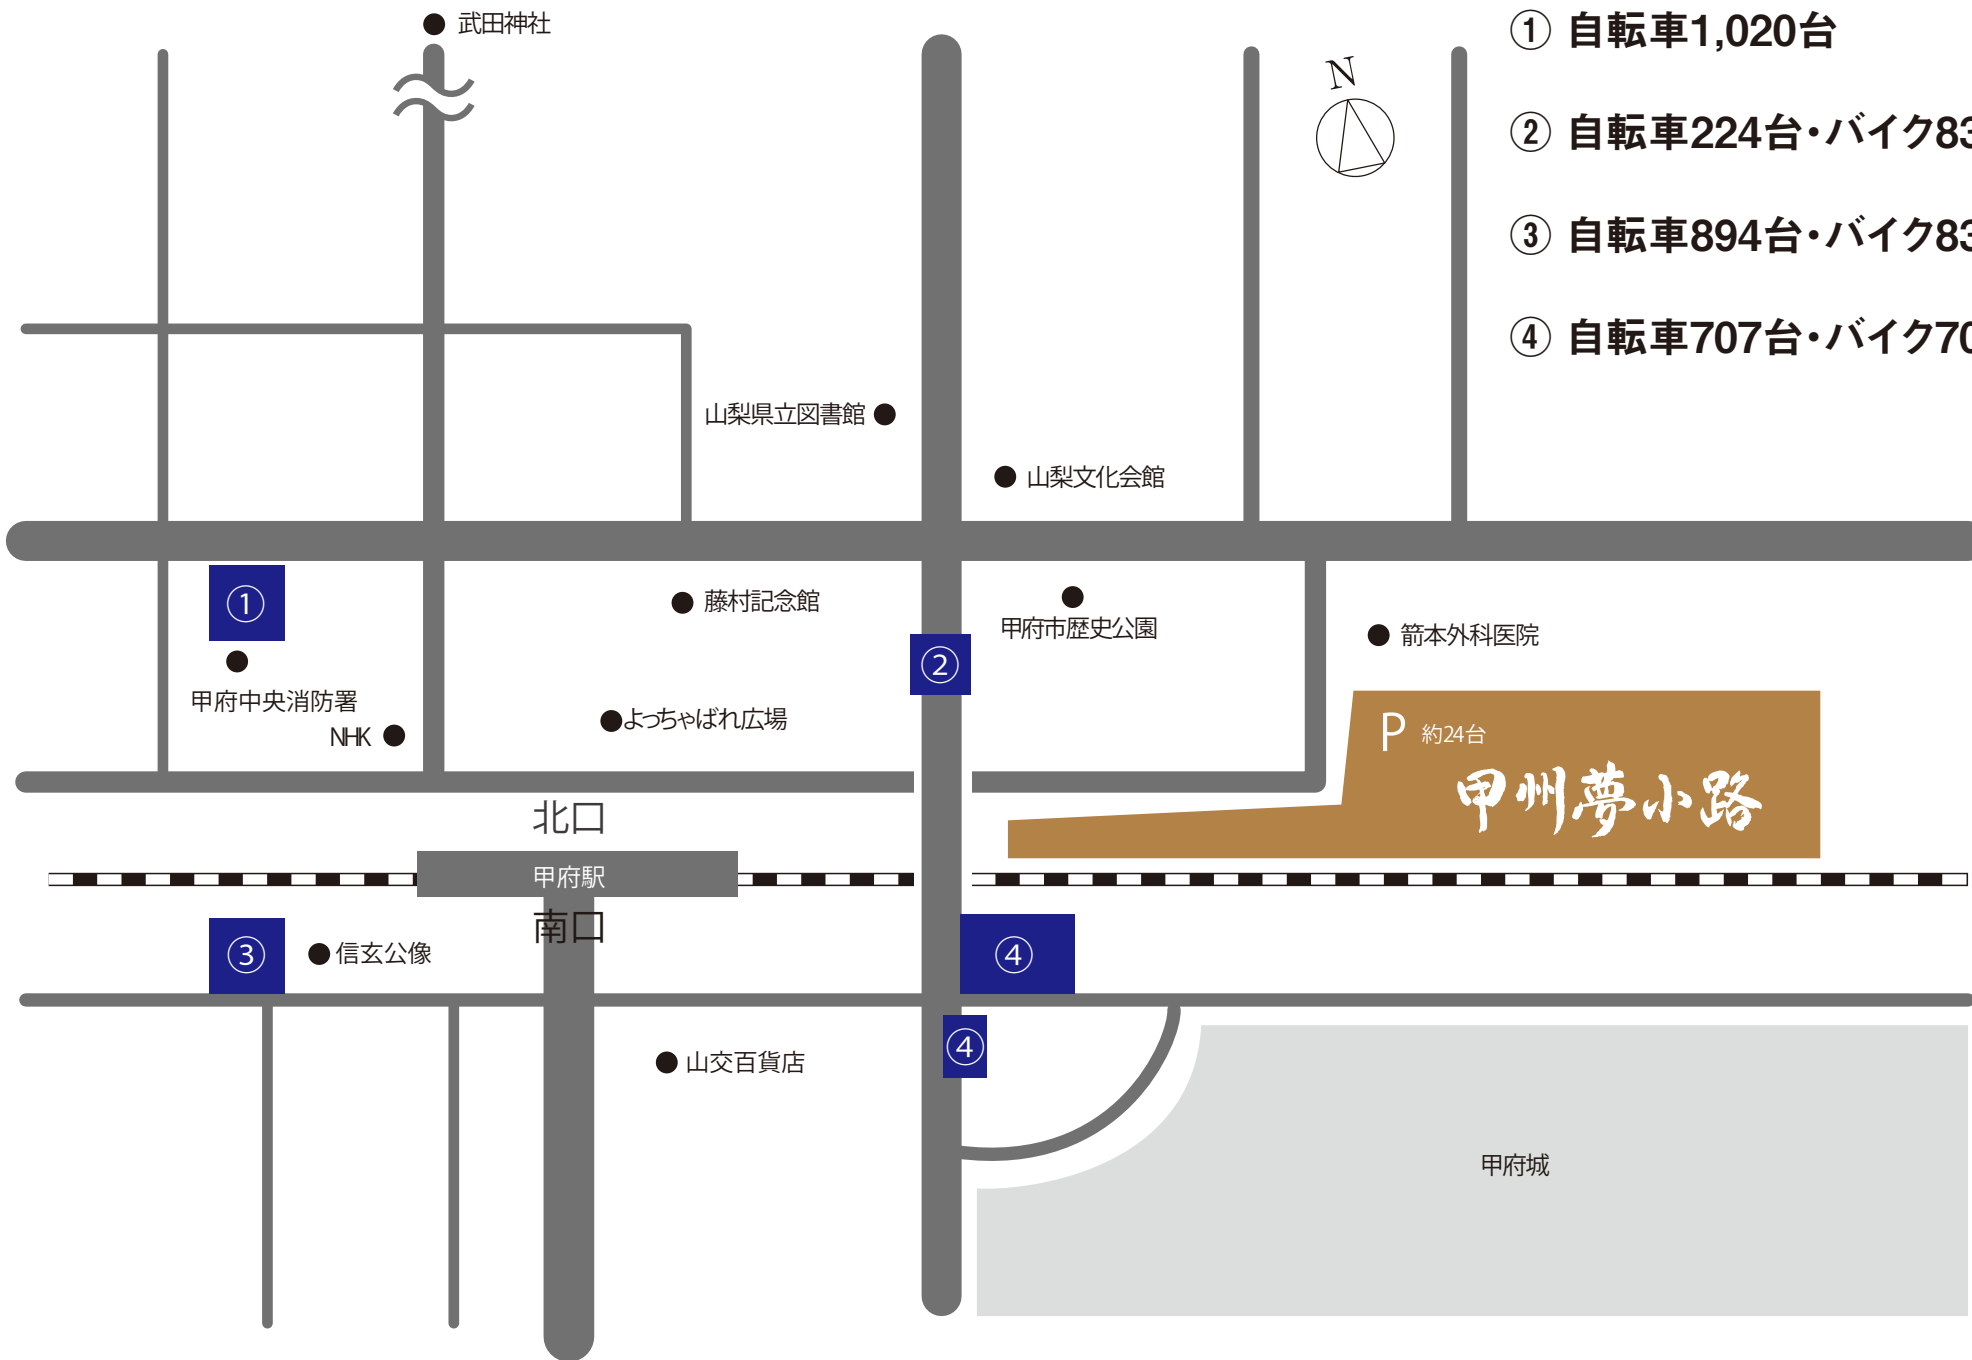 武田神社
N
① 自転車1,020台
② 自転車224台・バイク83
③ 自転車894台・バイク83
④ 自転車707台・バイク70
山梨県立図書館
山梨文化会館
①
藤村記念館
甲府市歴史公園
②
箭本外科医院
甲府中央消防署
NHK
よっちゃばれ広場
P 約24台
甲州夢小路
北口
甲府駅
南口
③
信玄公像
④
④
山交百貨店
甲府城